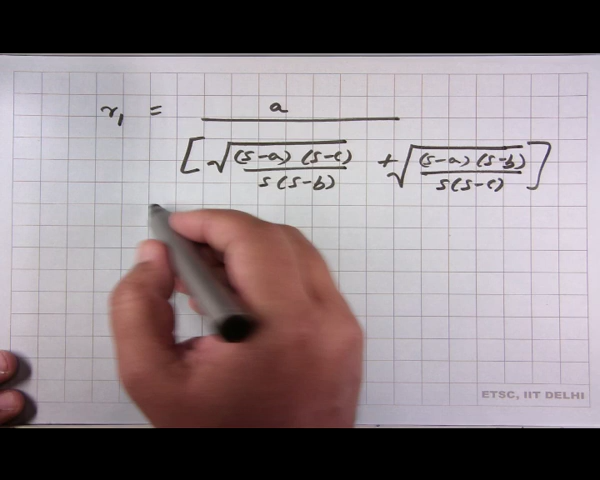 r₁ = a / [ √((s-a)(s-c) / s(s-b)) + √((s-a)(s-b) / s(s-c)) ]
ETSC, IIT DELHI